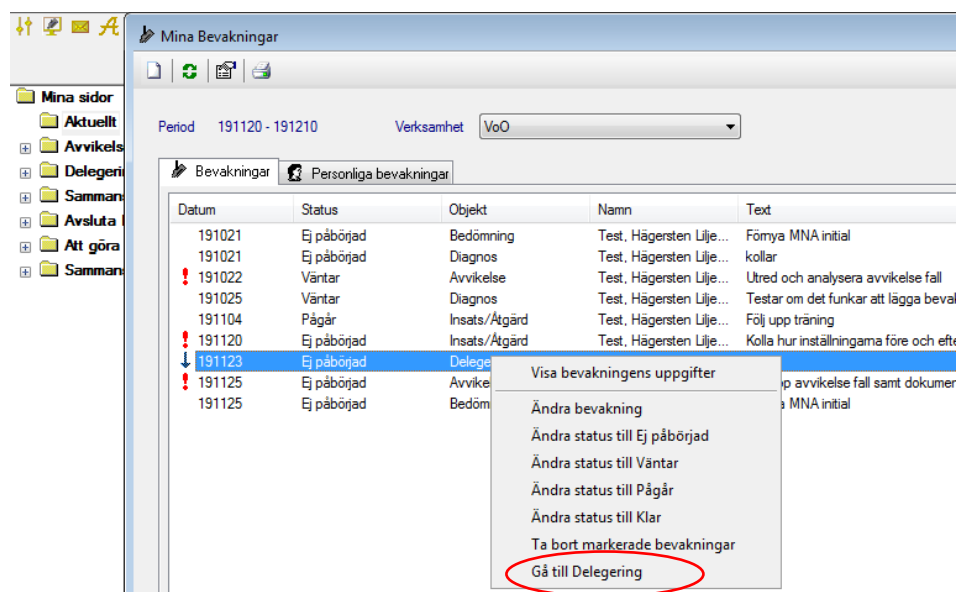 Mina Bevakningar
Mina sidor
Aktuellt
Avvikels
Delegeri
Samman
Avsluta
Att göra
Samman
Period 191120 - 191210 Verksamhet VoO
Bevakningar Personliga bevakningar
Datum Status Objekt Namn Text
191021 Ej påbörjad Bedömning Test, Hägersten Lilje... Förnya MNA initial
191021 Ej påbörjad Diagnos Test, Hägersten Lilje... kollar
191022 Väntar Avvikelse Test, Hägersten Lilje... Utred och analysera avvikelse fall
191025 Väntar Diagnos Test, Hägersten Lilje... Testar om det funkar att lägga beval
191104 Pågår Insats/Åtgärd Test, Hägersten Lilje... Följ upp träning
191120 Ej påbörjad Insats/Åtgärd Test, Hägersten Lilje... Kolla hur inställningarna före och efte
191123 Ej påbörjad Delege
191125 Ej påbörjad Avvike p avvikelse fall samt dokumen
191125 Ej påbörjad Bedöm MNA initial
Visa bevakningens uppgifter
Ändra bevakning
Ändra status till Ej påbörjad
Ändra status till Väntar
Ändra status till Pågår
Ändra status till Klar
Ta bort markerade bevakningar
Gå till Delegering